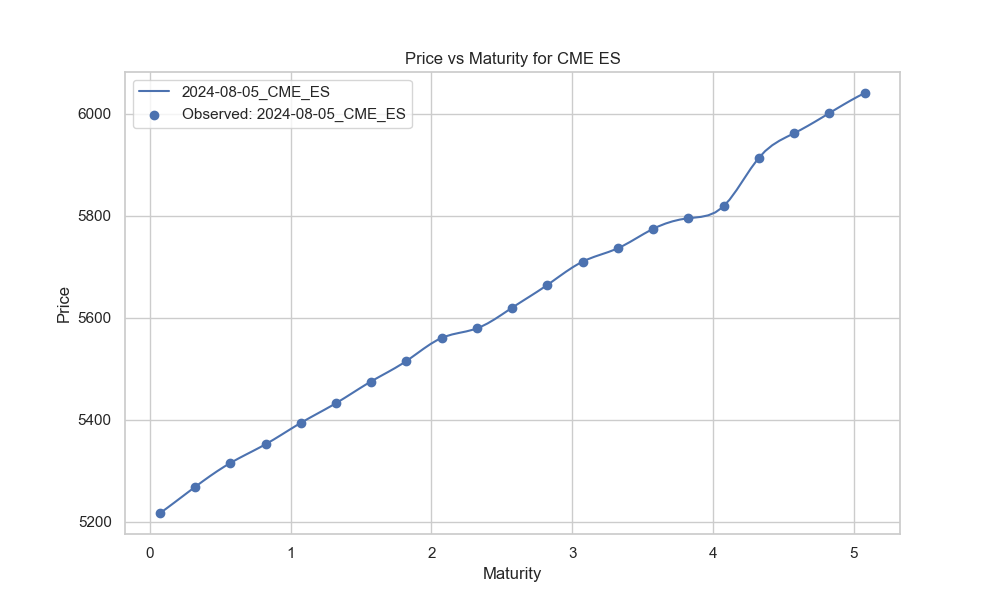 Price vs Maturity for CME ES
2024-08-05_CME_ES
Observed: 2024-08-05_CME_ES
6000
5800
5600
5400
5200
Price
0 1 2 3 4 5
Maturity